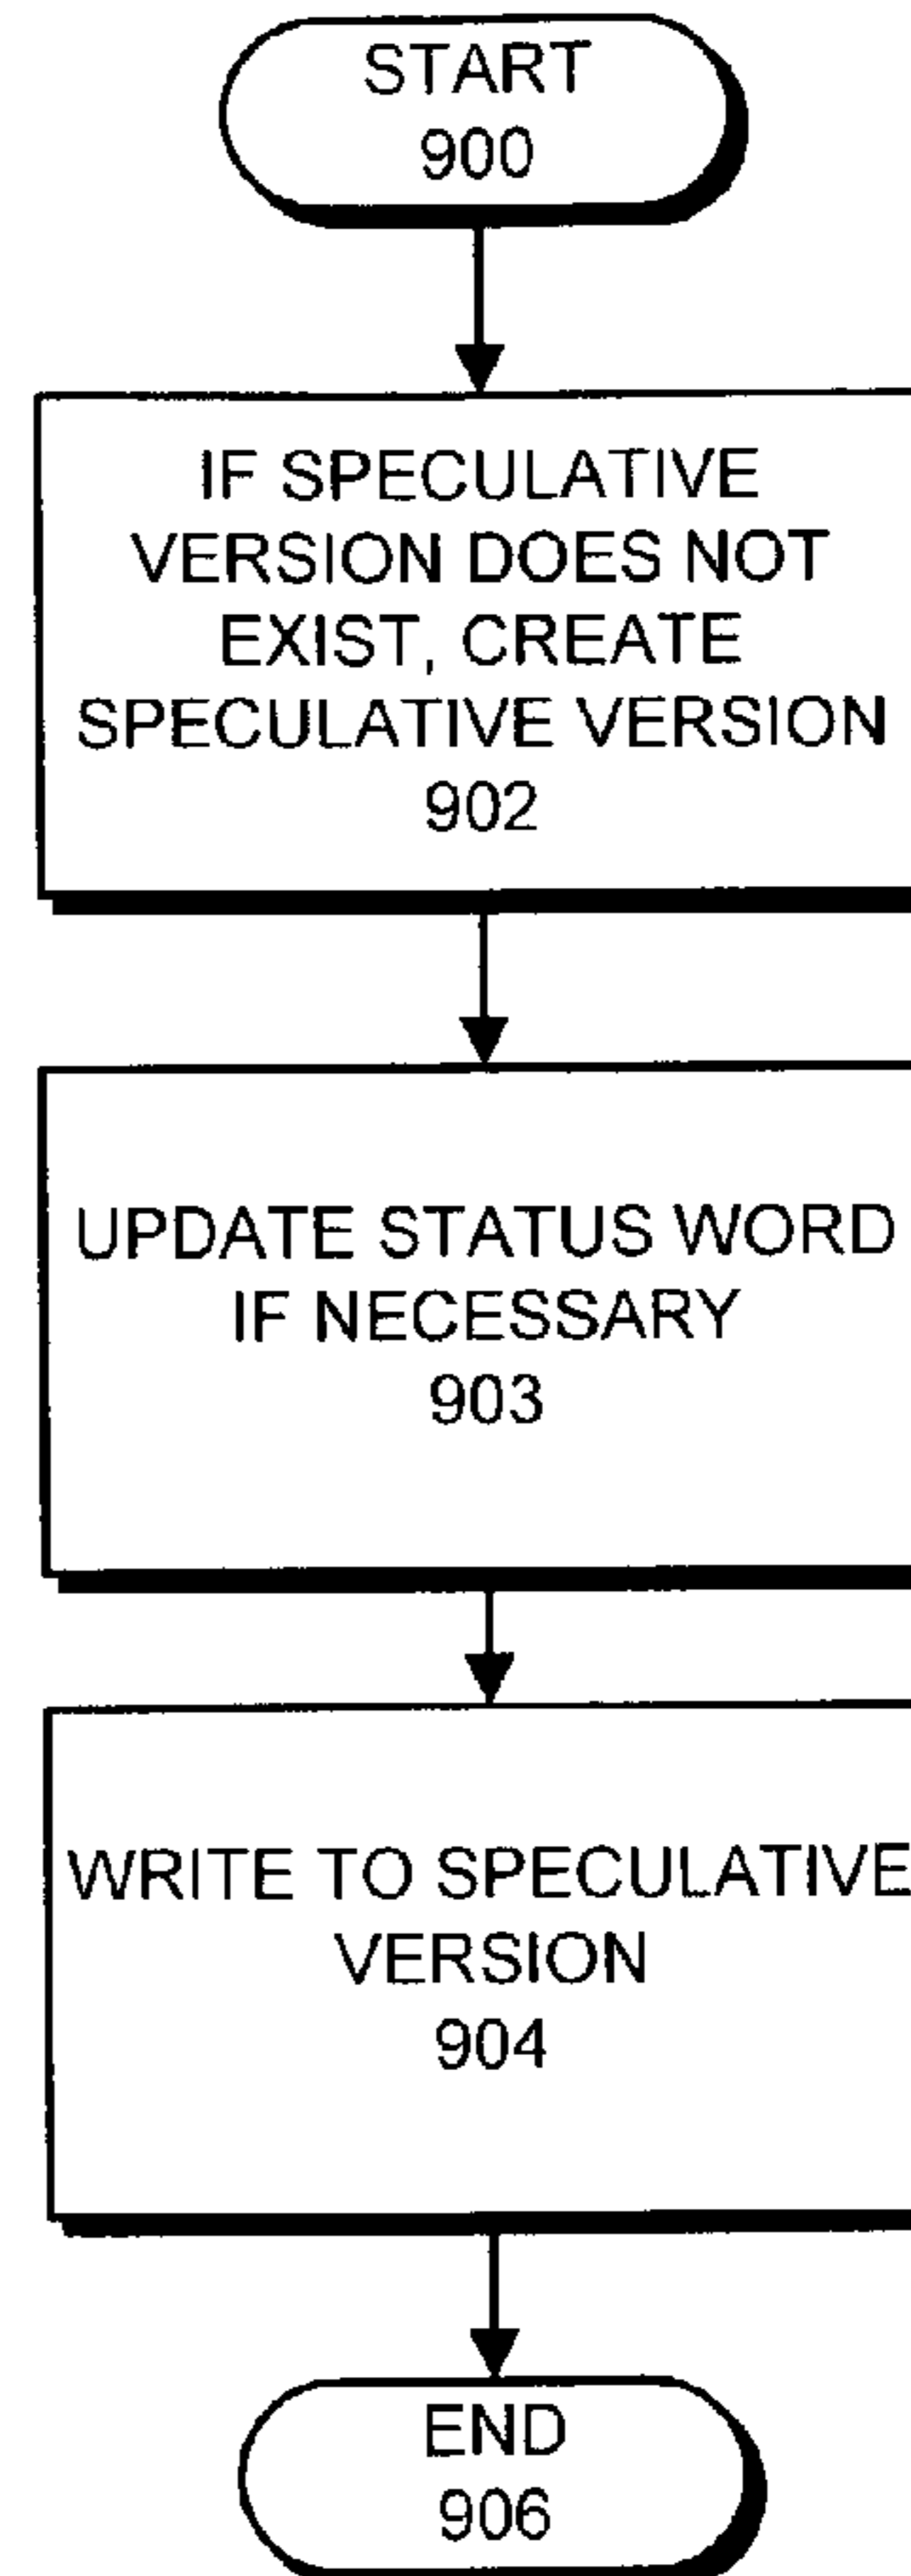 START
900
IF SPECULATIVE
VERSION DOES NOT
EXIST, CREATE
SPECULATIVE VERSION
902
UPDATE STATUS WORD
IF NECESSARY
903
WRITE TO SPECULATIVE
VERSION
904
END
906